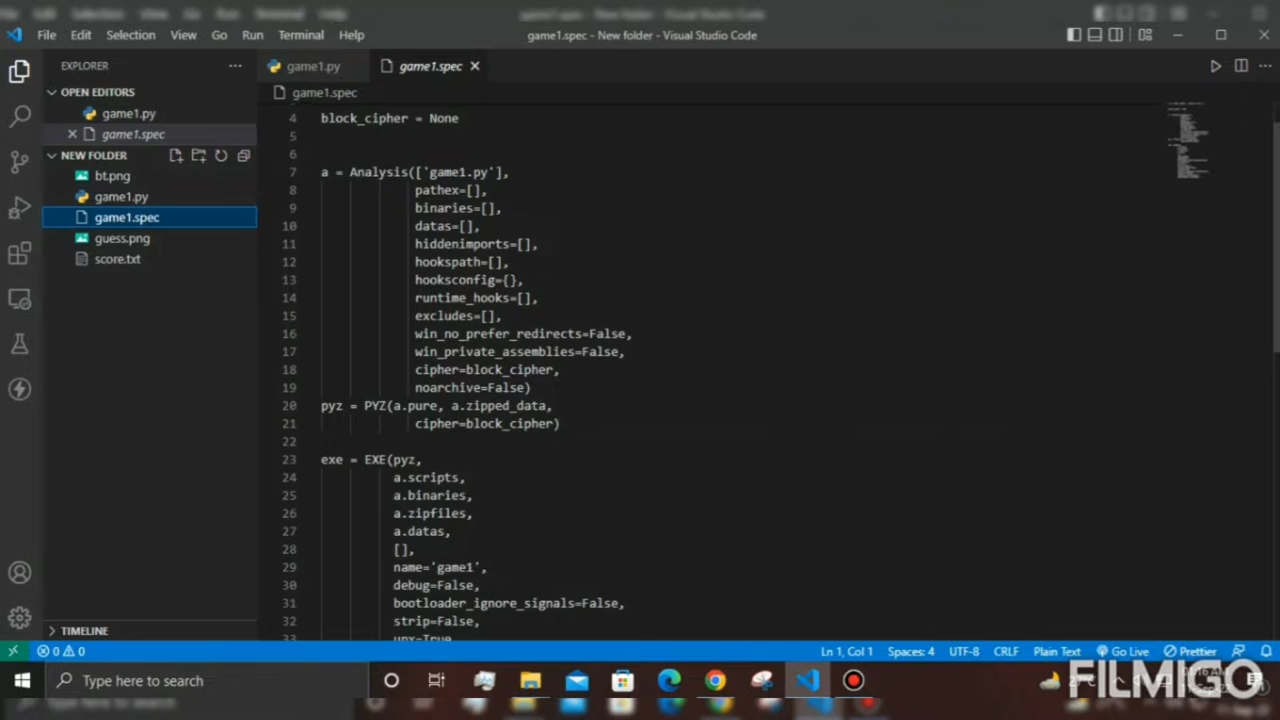 File Edit Selection View Go Run Terminal Help
game1.spec - New folder - Visual Studio Code
EXPLORER
OPEN EDITORS
game1.py
game1.spec
NEW FOLDER
bt.png
game1.py
game1.spec
guess.png
score.txt
TIMELINE
game1.py
game1.spec
game1.spec
4 block_cipher = None
5
6
7 a = Analysis(['game1.py'],
8 pathex=[],
9 binaries=[],
10 datas=[],
11 hiddenimports=[],
12 hookspath=[],
13 hooksconfig={},
14 runtime_hooks=[],
15 excludes=[],
16 win_no_prefer_redirects=False,
17 win_private_assemblies=False,
18 cipher=block_cipher,
19 noarchive=False)
20 pyz = PYZ(a.pure, a.zipped_data,
21 cipher=block_cipher)
22
23 exe = EXE(pyz,
24 a.scripts,
25 a.binaries,
26 a.zipfiles,
27 a.datas,
28 [],
29 name='game1',
30 debug=False,
31 bootloader_ignore_signals=False,
32 strip=False,
33 upx=True
0 0 Ln 1, Col 1 Spaces: 4 UTF-8 CRLF Plain Text Go Live Prettier
Type here to search
FILMIGO